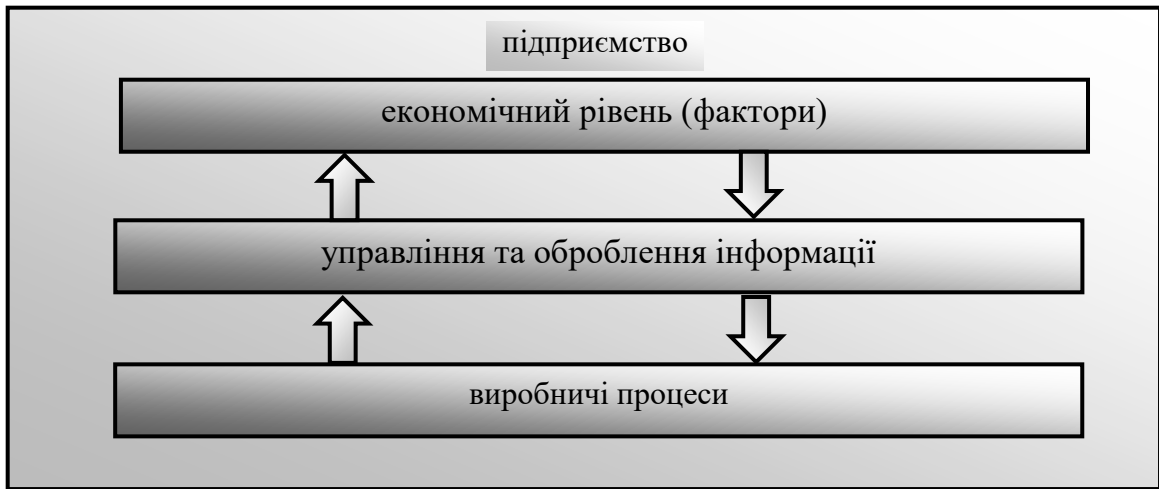 підприємство
економічний рівень (фактори)
управління та оброблення інформації
виробничі процеси